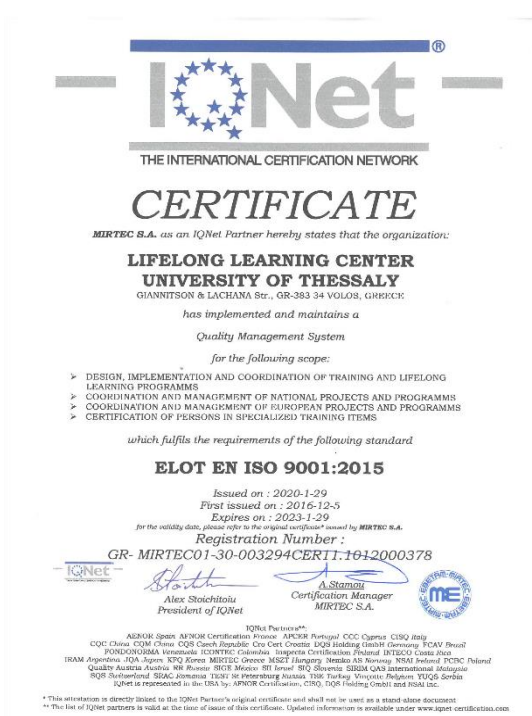 IQNet ®
THE INTERNATIONAL CERTIFICATION NETWORK
CERTIFICATE
MIRTEC S.A. as an IQNet Partner hereby states that the organization:
LIFELONG LEARNING CENTER
UNIVERSITY OF THESSALY
GIANNITSON & LACHANA Str., GR-383 34 VOLOS, GREECE
has implemented and maintains a
Quality Management System
for the following scope:
➢ DESIGN, IMPLEMENTATION AND COORDINATION OF TRAINING AND LIFELONG
LEARNING PROGRAMMS
➢ COORDINATION AND MANAGEMENT OF NATIONAL PROJECTS AND PROGRAMMS
➢ COORDINATION AND MANAGEMENT OF EUROPEAN PROJECTS AND PROGRAMMS
➢ CERTIFICATION OF PERSONS IN SPECIALIZED TRAINING ITEMS
which fulfils the requirements of the following standard
ELOT EN ISO 9001:2015
Issued on : 2020-1-29
First issued on : 2016-12-5
Expires on : 2023-1-29
for the validity date, please refer to the original certificate* issued by MIRTEC S.A.
Registration Number :
GR- MIRTEC01-30-003294CERT1.1012000378
IQNet
Alex Stoichitoiu
President of IQNet
A.Stamou
Certification Manager
MIRTEC S.A.
IQNet Partners**:
AENOR Spain AFNOR Certification France APCER Portugal CCC Cyprus CISQ Italy
CQC China CQM China CQS Czech Republic Cro Cert Croatia DQS Holding GmbH Germany FCAV Brazil
FONDONORMA Venezuela ICONTEC Colombia Inspecta Certification Finland INTECO Costa Rica
IRAM Argentina JQA Japan KFQ Korea MIRTEC Greece MSZT Hungary Nemko AS Norway NSAI Ireland PCBC Poland
Quality Austria Austria RR Russia SIGE México SII Israel SIQ Slovenia SIRIM QAS International Malaysia
SQS Switzerland SRAC Romania TEST St Petersburg Russia TSE Turkey Vinçotte Belgium YUQS Serbia
IQNet is represented in the USA by: AFNOR Certification, CISQ, DQS Holding GmbH and NSAI Inc.
* This attestation is directly linked to the IQNet Partner's original certificate and shall not be used as a stand-alone document
** The list of IQNet partners is valid at the time of issue of this certificate. Updated information is available under www.iqnet-certification.com